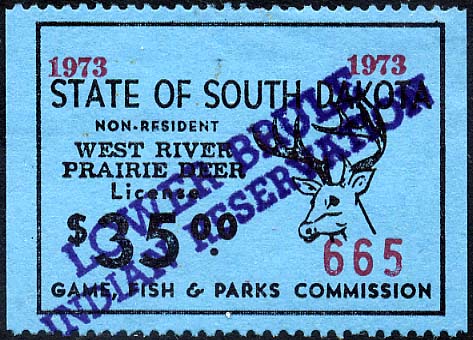 1973 1973
STATE OF SOUTH DAKOTA
NON-RESIDENT
WEST RIVER
PRAIRIE DEER
License
$35.00
665
GAME, FISH & PARKS COMMISSION
LOWER BRULE
INDIAN RESERVATION